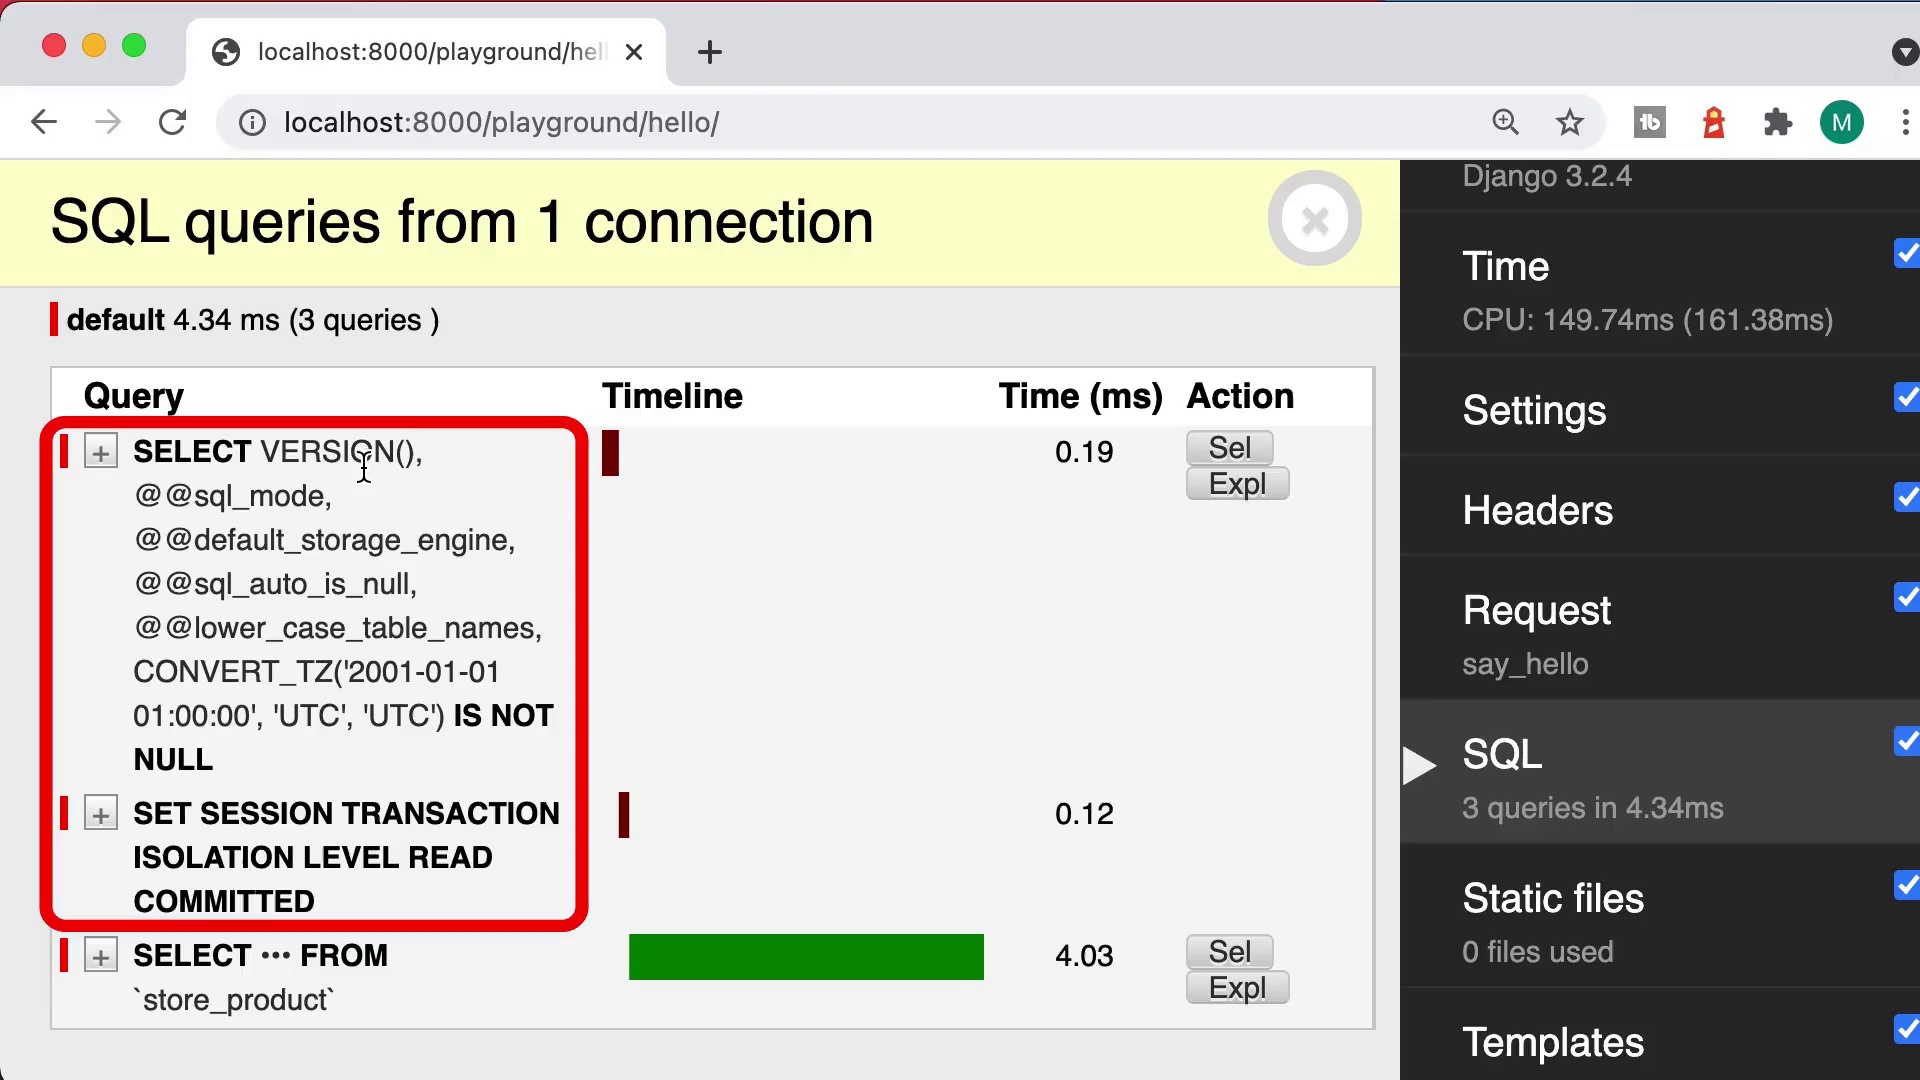 localhost:8000/playground/hell
localhost:8000/playground/hello/
M
SQL queries from 1 connection
default 4.34 ms (3 queries )
Query Timeline Time (ms) Action
+ SELECT VERSION(), 0.19 Sel
@@sql_mode, Expl
@@default_storage_engine,
@@sql_auto_is_null,
@@lower_case_table_names,
CONVERT_TZ('2001-01-01
01:00:00', 'UTC', 'UTC') IS NOT
NULL
+ SET SESSION TRANSACTION 0.12
ISOLATION LEVEL READ
COMMITTED
+ SELECT ••• FROM 4.03 Sel
`store_product` Expl
Django 3.2.4
Time
CPU: 149.74ms (161.38ms)
Settings
Headers
Request
say_hello
SQL
3 queries in 4.34ms
Static files
0 files used
Templates